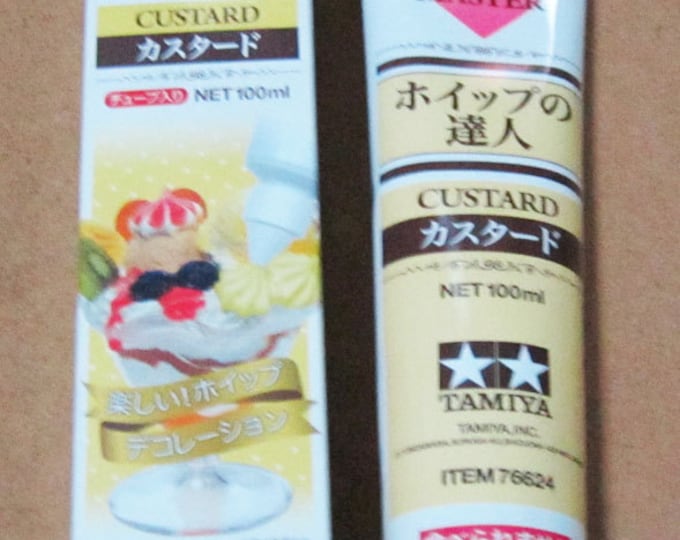 CUSTARD
カスタード
チューブ入り NET 100ml
楽しい!ホイップ
デコレーション
MASTER
ホイップの
達人
CUSTARD
カスタード
NET 100ml
TAMIYA
TAMIYA, INC.
ITEM 76624